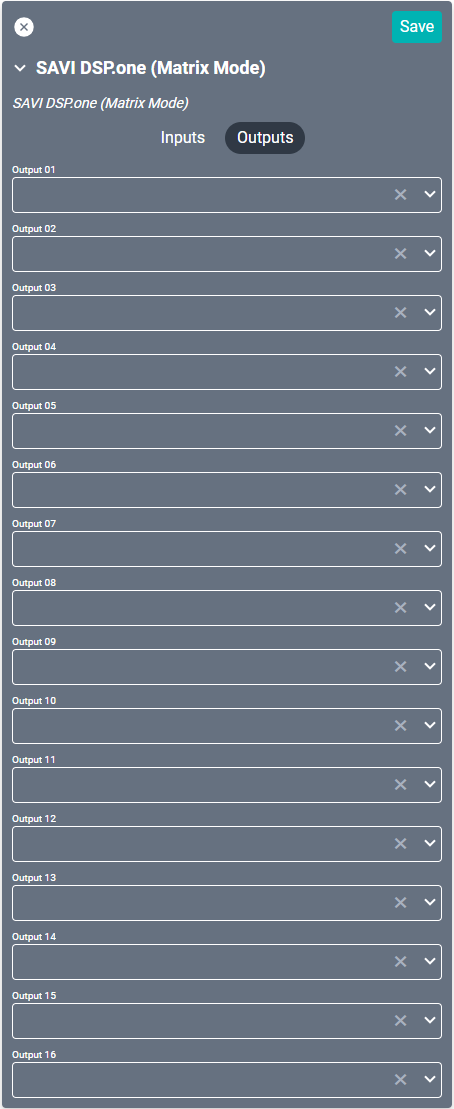 Save
SAVI DSP.one (Matrix Mode)
SAVI DSP.one (Matrix Mode)
Inputs Outputs
Output 01
Output 02
Output 03
Output 04
Output 05
Output 06
Output 07
Output 08
Output 09
Output 10
Output 11
Output 12
Output 13
Output 14
Output 15
Output 16